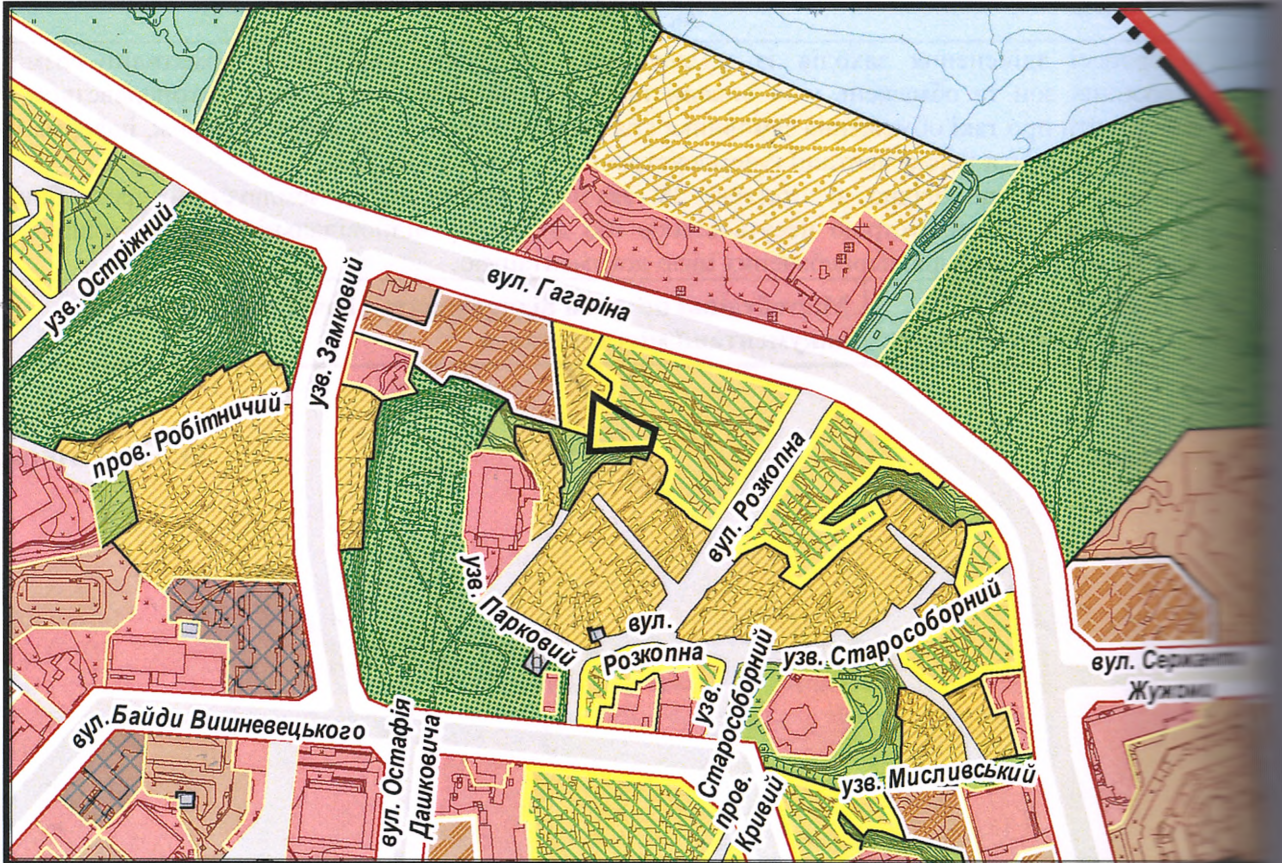 вул. Гагаріна
узв. Остріжний
узв. Замковий
пров. Робітничий
вул. Розкопна
узв. Парковий
вул.
Розкопна
узв. Старособорний
узв.
Старособорний
вул. Байди Вишневецького
вул. Остафія
Дашковича
пров.
Кривий
узв. Мисливський
вул. Сержанта